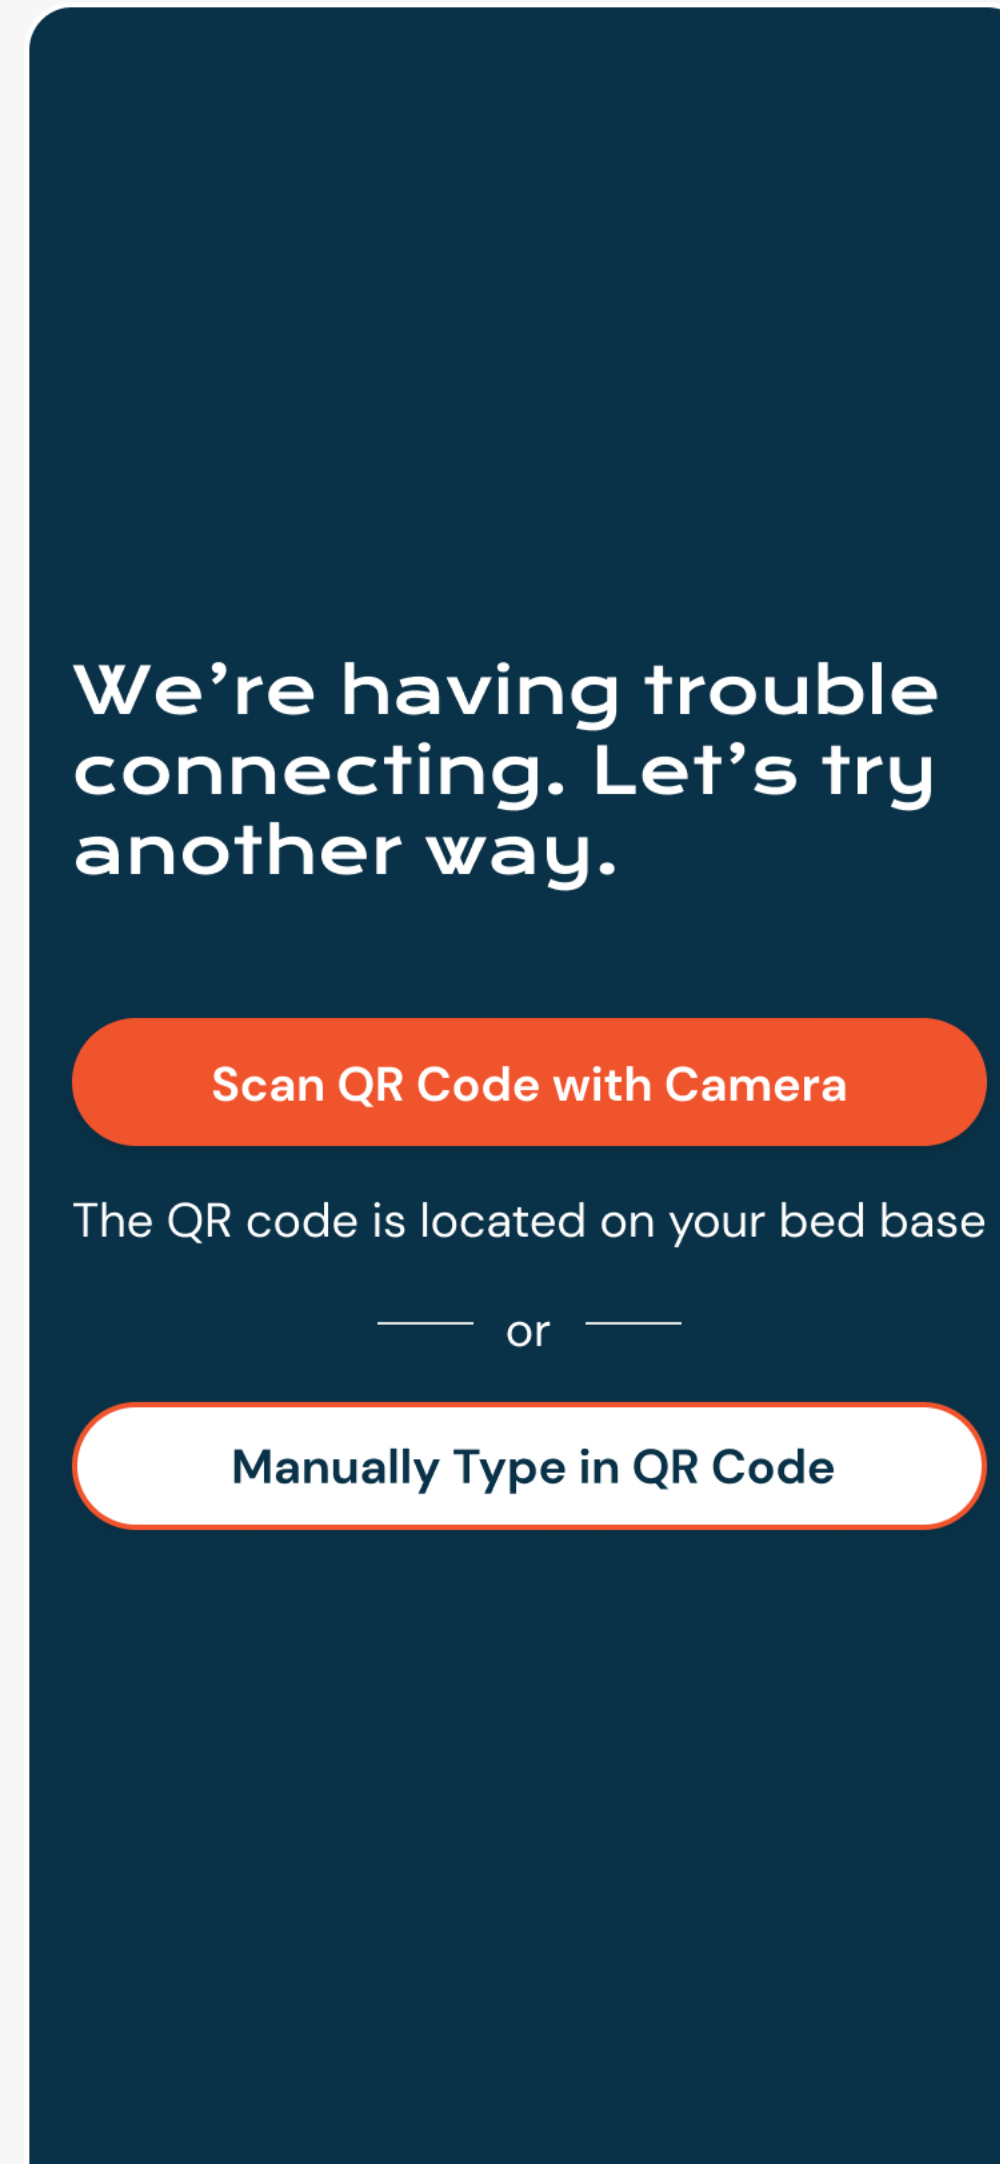 We’re having trouble
connecting. Let’s try
another way.
Scan QR Code with Camera
The QR code is located on your bed base
or
Manually Type in QR Code